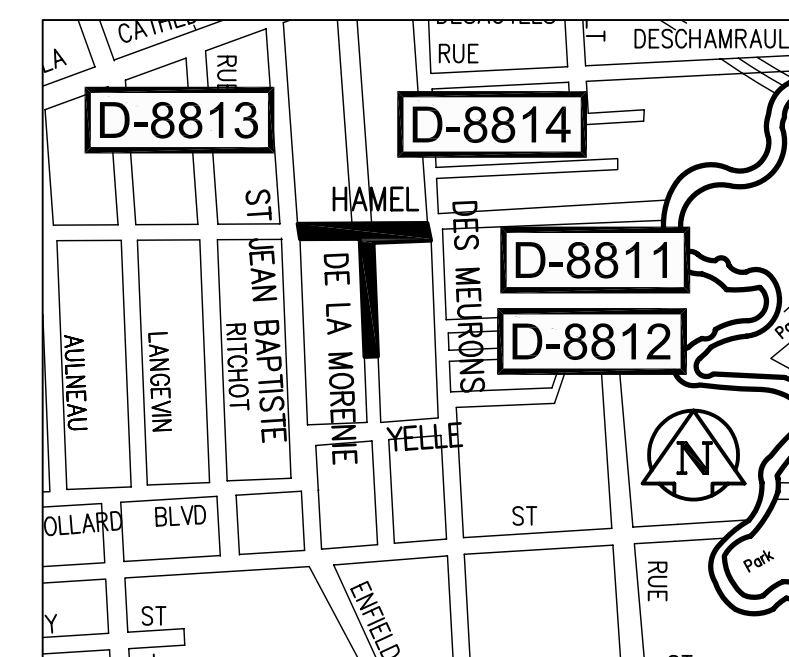 RUE
DESCHAMRAUL
LA
RUE
D-8813
D-8814
HAMEL
ST JEAN BAPTISTE
DES MEURONS
D-8811
DE LA MORENIE
D-8812
AULNEAU
LANGEVIN
RITCHOT
YELLE
N
OLLARD BLVD
ST
Park
RUE
ENFIELD
Y
ST